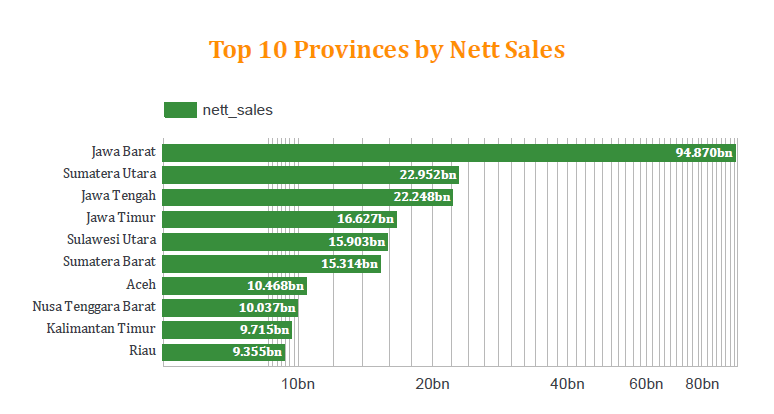 Top 10 Provinces by Nett Sales
nett_sales
Jawa Barat 94.870bn
Sumatera Utara 22.952bn
Jawa Tengah 22.248bn
Jawa Timur 16.627bn
Sulawesi Utara 15.903bn
Sumatera Barat 15.314bn
Aceh 10.468bn
Nusa Tenggara Barat 10.037bn
Kalimantan Timur 9.715bn
Riau 9.355bn
10bn 20bn 40bn 60bn 80bn